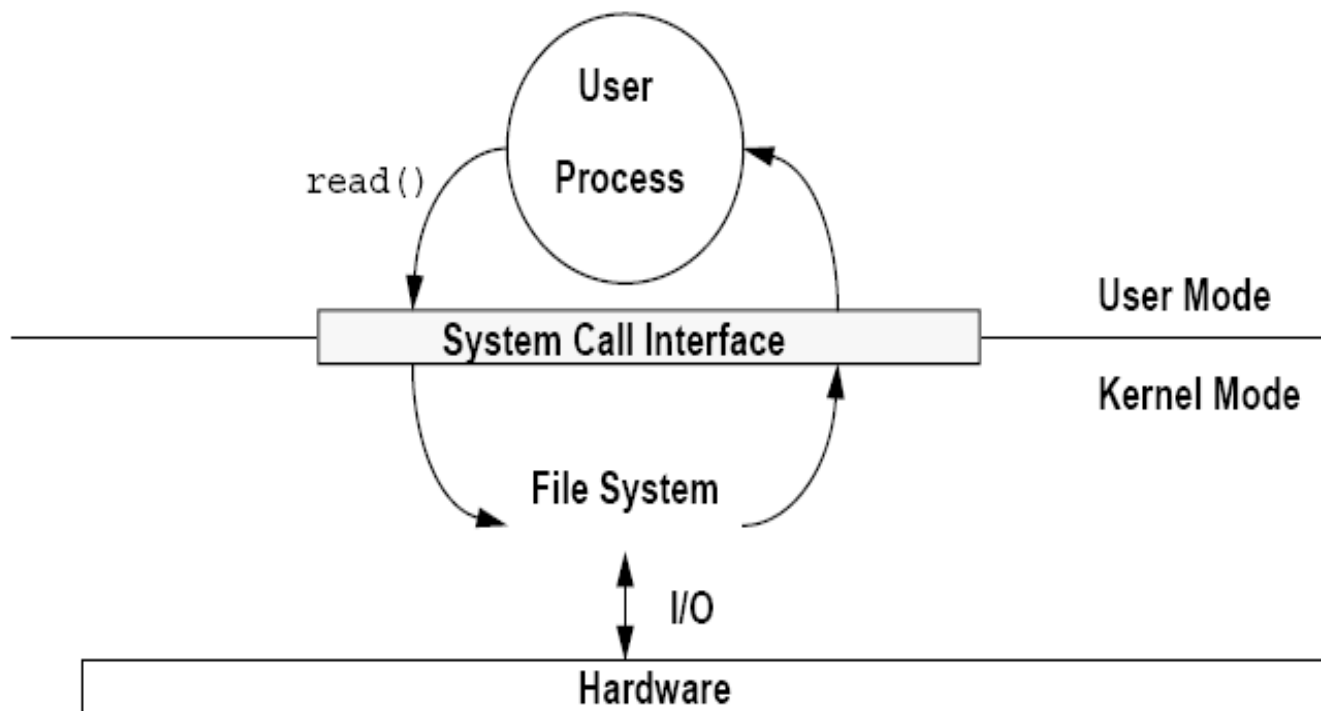 User
Process
read()
User Mode
System Call Interface
Kernel Mode
File System
I/O
Hardware